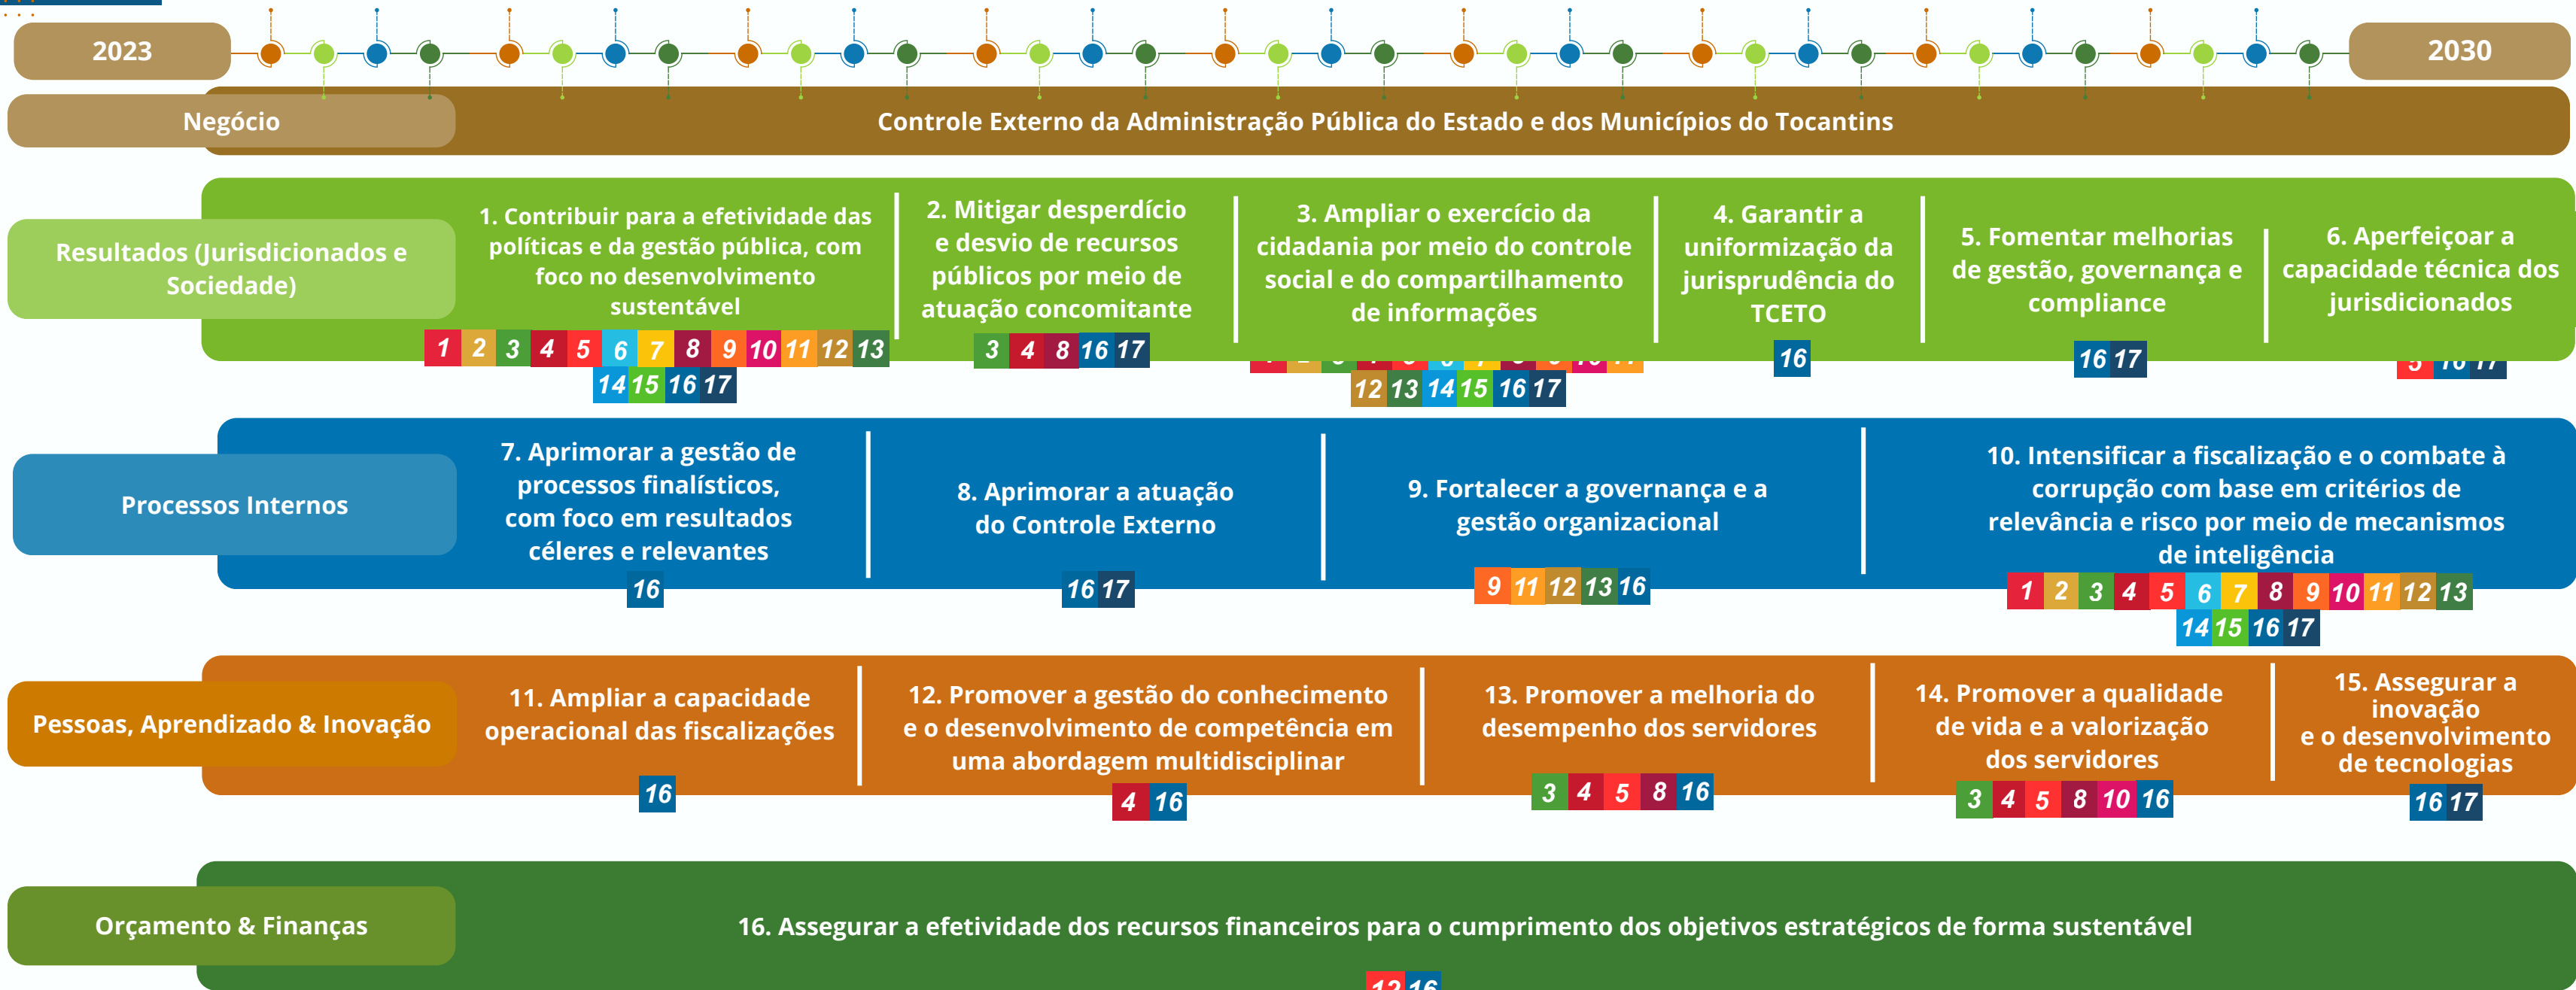 2023
2030
Negócio
Controle Externo da Administração Pública do Estado e dos Municípios do Tocantins
Resultados (Jurisdicionados e
Sociedade)
1. Contribuir para a efetividade das
políticas e da gestão pública, com
foco no desenvolvimento
sustentável
1 2 3 4 5 6 7 8 9 10 11 12 13
14 15 16 17
2. Mitigar desperdício
e desvio de recursos
públicos por meio de
atuação concomitante
3 4 8 16 17
3. Ampliar o exercício da
cidadania por meio do controle
social e do compartilhamento
de informações
12 13 14 15 16 17
4. Garantir a
uniformização da
jurisprudência do
TCETO
16
5. Fomentar melhorias
de gestão, governança e
compliance
16 17
6. Aperfeiçoar a
capacidade técnica dos
jurisdicionados
5 16 17
Processos Internos
7. Aprimorar a gestão de
processos finalísticos,
com foco em resultados
céleres e relevantes
16
8. Aprimorar a atuação
do Controle Externo
16 17
9. Fortalecer a governança e a
gestão organizacional
9 11 12 13 16
10. Intensificar a fiscalização e o combate à
corrupção com base em critérios de
relevância e risco por meio de mecanismos
de inteligência
1 2 3 4 5 6 7 8 9 10 11 12 13
14 15 16 17
Pessoas, Aprendizado & Inovação
11. Ampliar a capacidade
operacional das fiscalizações
16
12. Promover a gestão do conhecimento
e o desenvolvimento de competência em
uma abordagem multidisciplinar
4 16
13. Promover a melhoria do
desempenho dos servidores
3 4 5 8 16
14. Promover a qualidade
de vida e a valorização
dos servidores
3 4 5 8 10 16
15. Assegurar a
inovação
e o desenvolvimento
de tecnologias
16 17
Orçamento & Finanças
16. Assegurar a efetividade dos recursos financeiros para o cumprimento dos objetivos estratégicos de forma sustentável
12 16